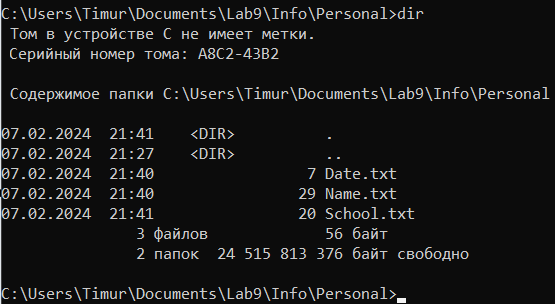 C:\Users\Timur\Documents\Lab9\Info\Personal>dir
 Том в устройстве C не имеет метки.
 Серийный номер тома: A8C2-43B2

 Содержимое папки C:\Users\Timur\Documents\Lab9\Info\Personal

07.02.2024  21:41    <DIR>          .
07.02.2024  21:27    <DIR>          ..
07.02.2024  21:40                 7 Date.txt
07.02.2024  21:40                29 Name.txt
07.02.2024  21:41                20 School.txt
               3 файлов             56 байт
               2 папок  24 515 813 376 байт свободно

C:\Users\Timur\Documents\Lab9\Info\Personal>